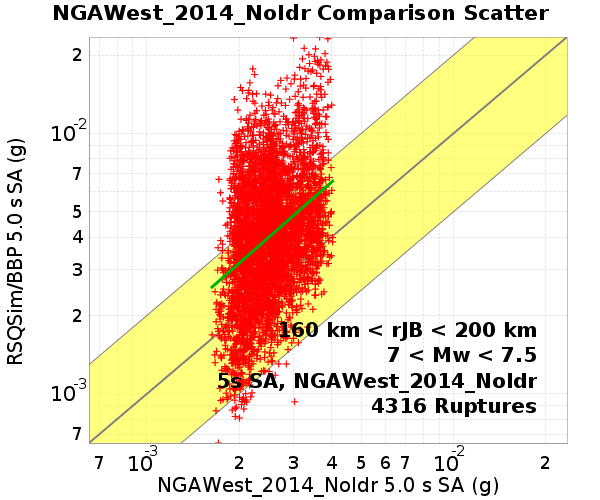 NGAWest_2014_NoIdr Comparison Scatter
RSQSim/BBP 5.0 s SA (g)
2
10-2
7
5
4
3
2
10-3
7
160 km < rJB < 200 km
7 < Mw < 7.5
5s SA, NGAWest_2014_NoIdr
4316 Ruptures
7 10-3 2 3 4 5 6 7 10-2 2
NGAWest_2014_NoIdr 5.0 s SA (g)